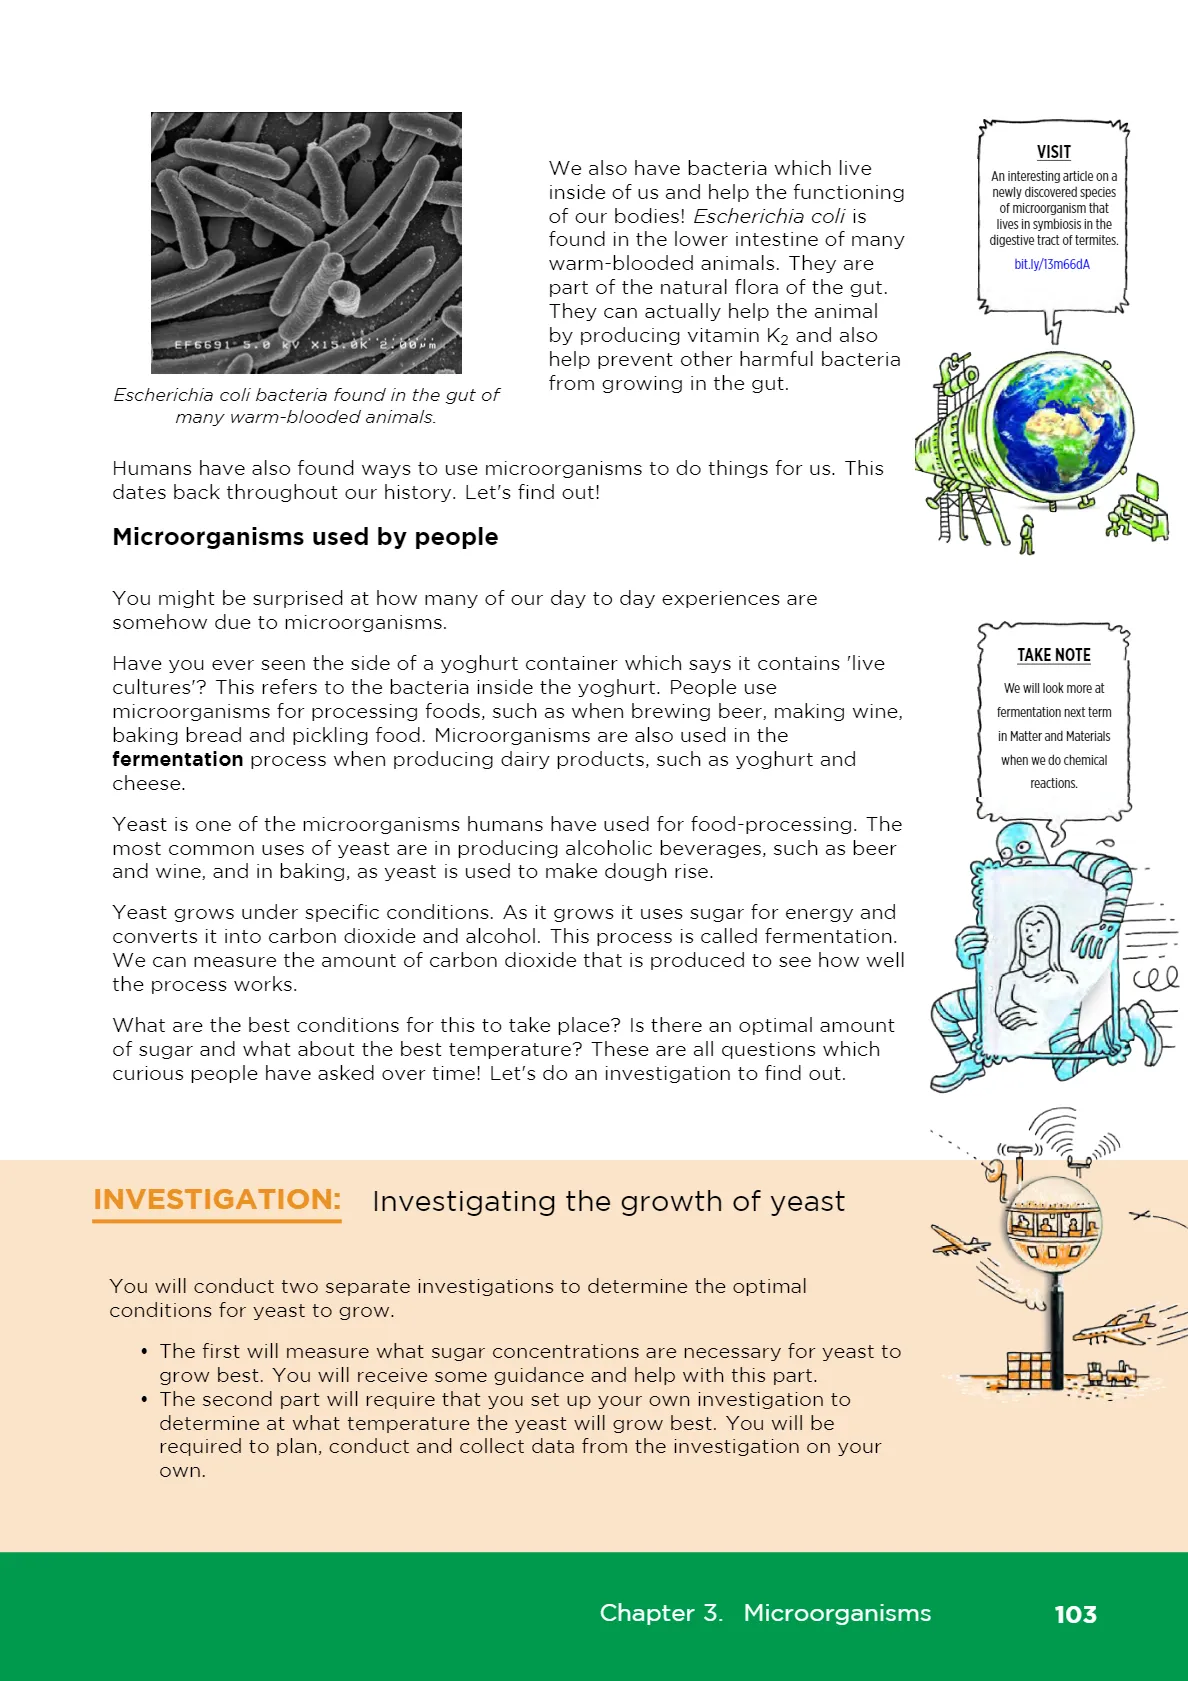 EF6691 5.0 kV X15.0K 2.00µm
Escherichia coli bacteria found in the gut of
many warm-blooded animals.
We also have bacteria which live
inside of us and help the functioning
of our bodies! Escherichia coli is
found in the lower intestine of many
warm-blooded animals. They are
part of the natural flora of the gut.
They can actually help the animal
by producing vitamin K2 and also
help prevent other harmful bacteria
from growing in the gut.
VISIT
An interesting article on a
newly discovered species
of microorganism that
lives in symbiosis in the
digestive tract of termites.
bit.ly/13m66dA
Humans have also found ways to use microorganisms to do things for us. This
dates back throughout our history. Let's find out!
Microorganisms used by people
You might be surprised at how many of our day to day experiences are
somehow due to microorganisms.
Have you ever seen the side of a yoghurt container which says it contains 'live
cultures'? This refers to the bacteria inside the yoghurt. People use
microorganisms for processing foods, such as when brewing beer, making wine,
baking bread and pickling food. Microorganisms are also used in the
fermentation process when producing dairy products, such as yoghurt and
cheese.
TAKE NOTE
We will look more at
fermentation next term
in Matter and Materials
when we do chemical
reactions.
Yeast is one of the microorganisms humans have used for food-processing. The
most common uses of yeast are in producing alcoholic beverages, such as beer
and wine, and in baking, as yeast is used to make dough rise.
Yeast grows under specific conditions. As it grows it uses sugar for energy and
converts it into carbon dioxide and alcohol. This process is called fermentation.
We can measure the amount of carbon dioxide that is produced to see how well
the process works.
What are the best conditions for this to take place? Is there an optimal amount
of sugar and what about the best temperature? These are all questions which
curious people have asked over time! Let's do an investigation to find out.
INVESTIGATION: Investigating the growth of yeast
You will conduct two separate investigations to determine the optimal
conditions for yeast to grow.
• The first will measure what sugar concentrations are necessary for yeast to
grow best. You will receive some guidance and help with this part.
• The second part will require that you set up your own investigation to
determine at what temperature the yeast will grow best. You will be
required to plan, conduct and collect data from the investigation on your
own.
Chapter 3. Microorganisms 103